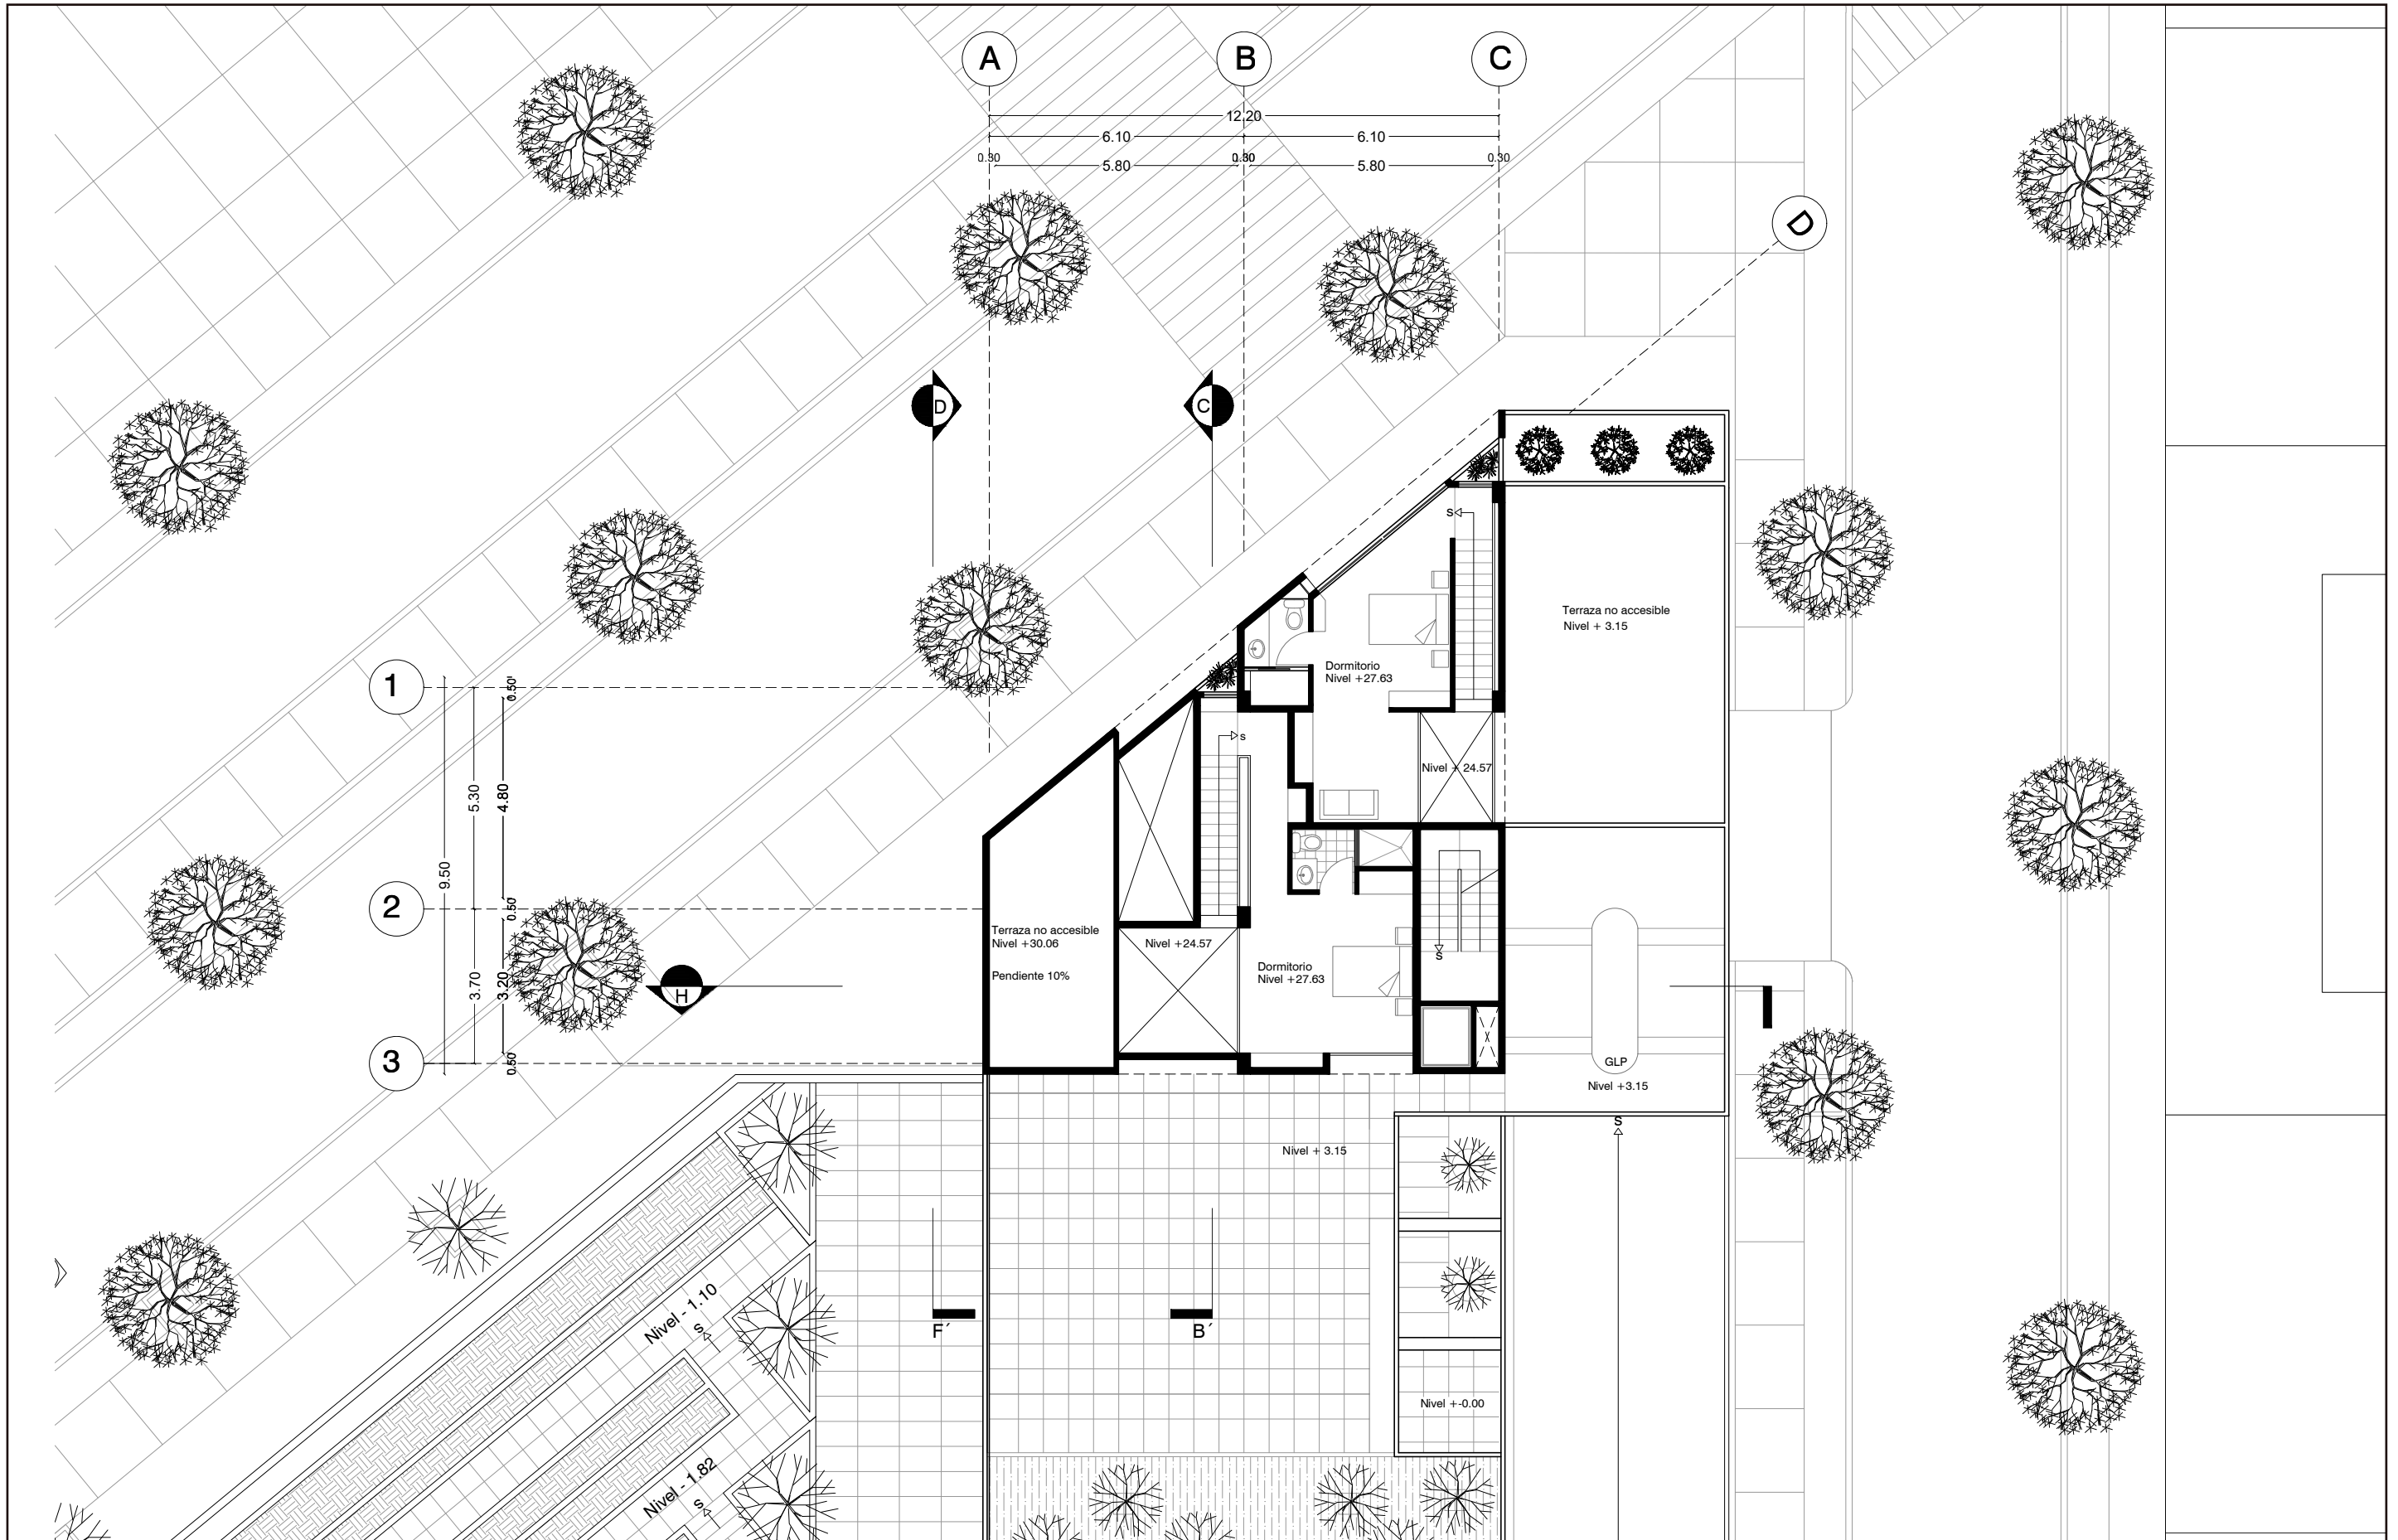 A
B
C
12.20
6.10
6.10
0.30
0.30
0.30
5.80
5.80
D
D
C
S
Terraza no accesible
Nivel + 3.15
Dormitorio
Nivel +27.63
1
0.50
S
Nivel + 24.57
5.30
4.80
9.50
2
0.50
Terraza no accesible
Nivel +30.06
Pendiente 10%
Nivel +24.57
S
Dormitorio
Nivel +27.63
3.70
3.20
H
3
0.50
GLP
Nivel +3.15
S
Nivel + 3.15
Nivel - 1.10
S
F´
B´
Nivel +-0.00
Nivel - 1.82
S